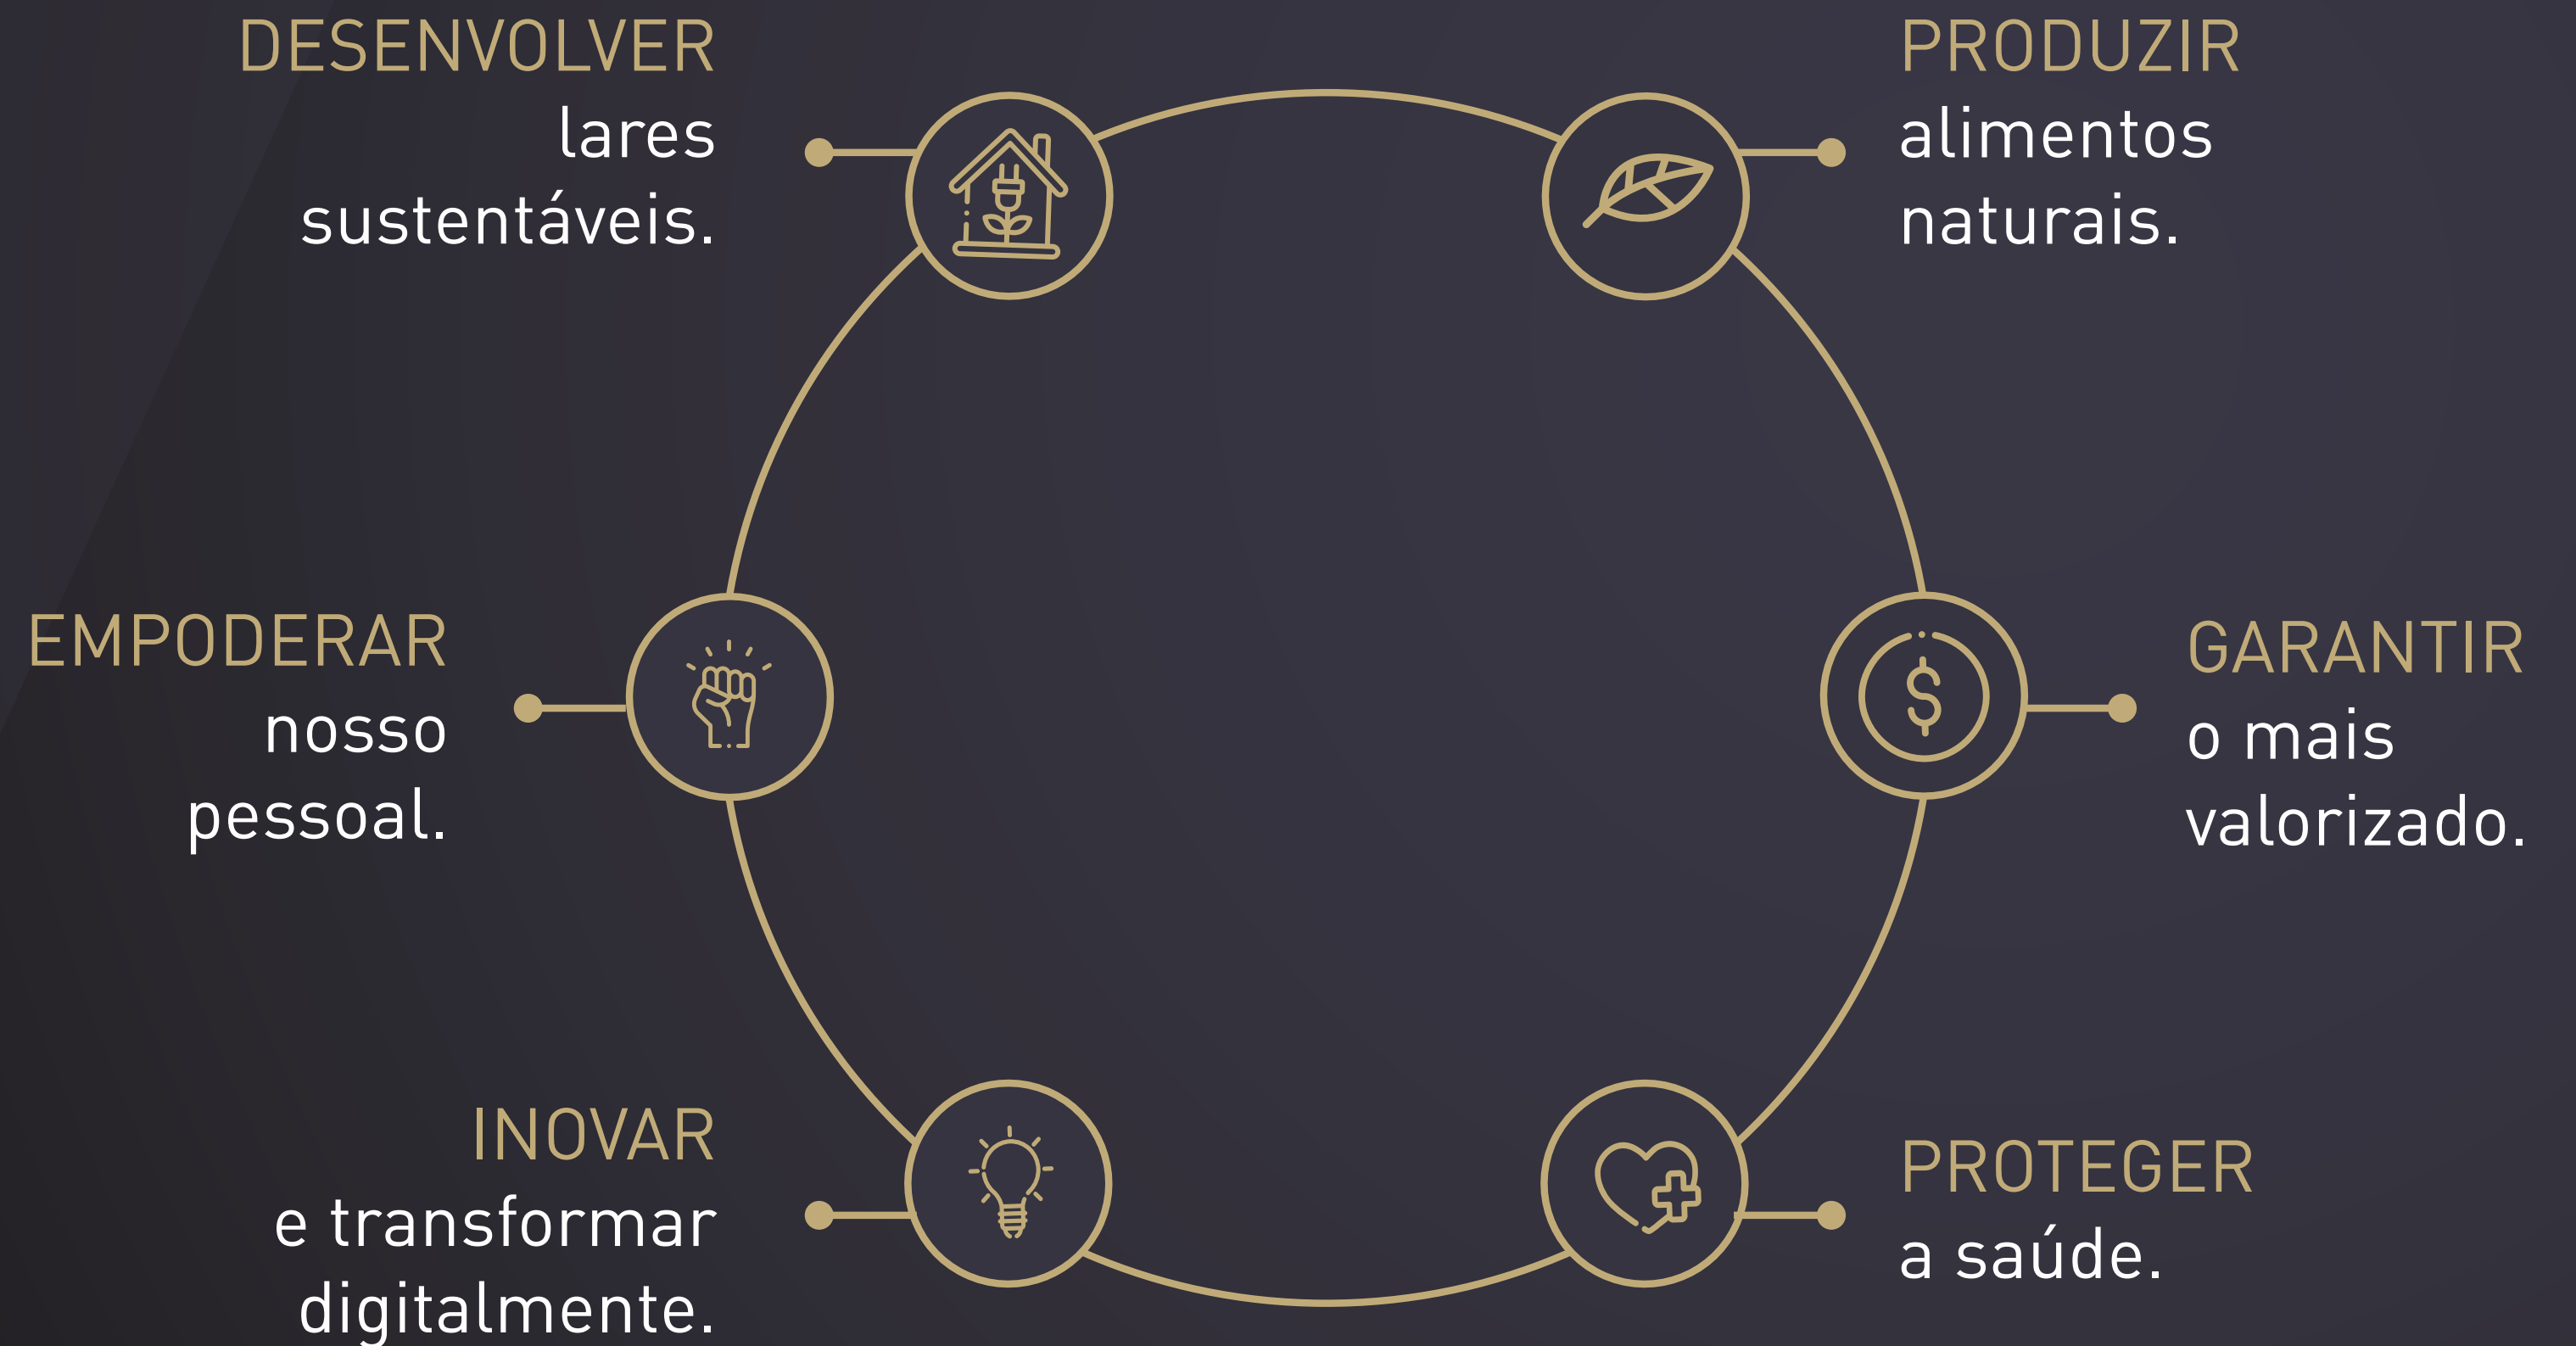 DESENVOLVER
lares
sustentáveis.
PRODUZIR
alimentos
naturais.
EMPODERAR
nosso
pessoal.
GARANTIR
o mais
valorizado.
INOVAR
e transformar
digitalmente.
PROTEGER
a saúde.